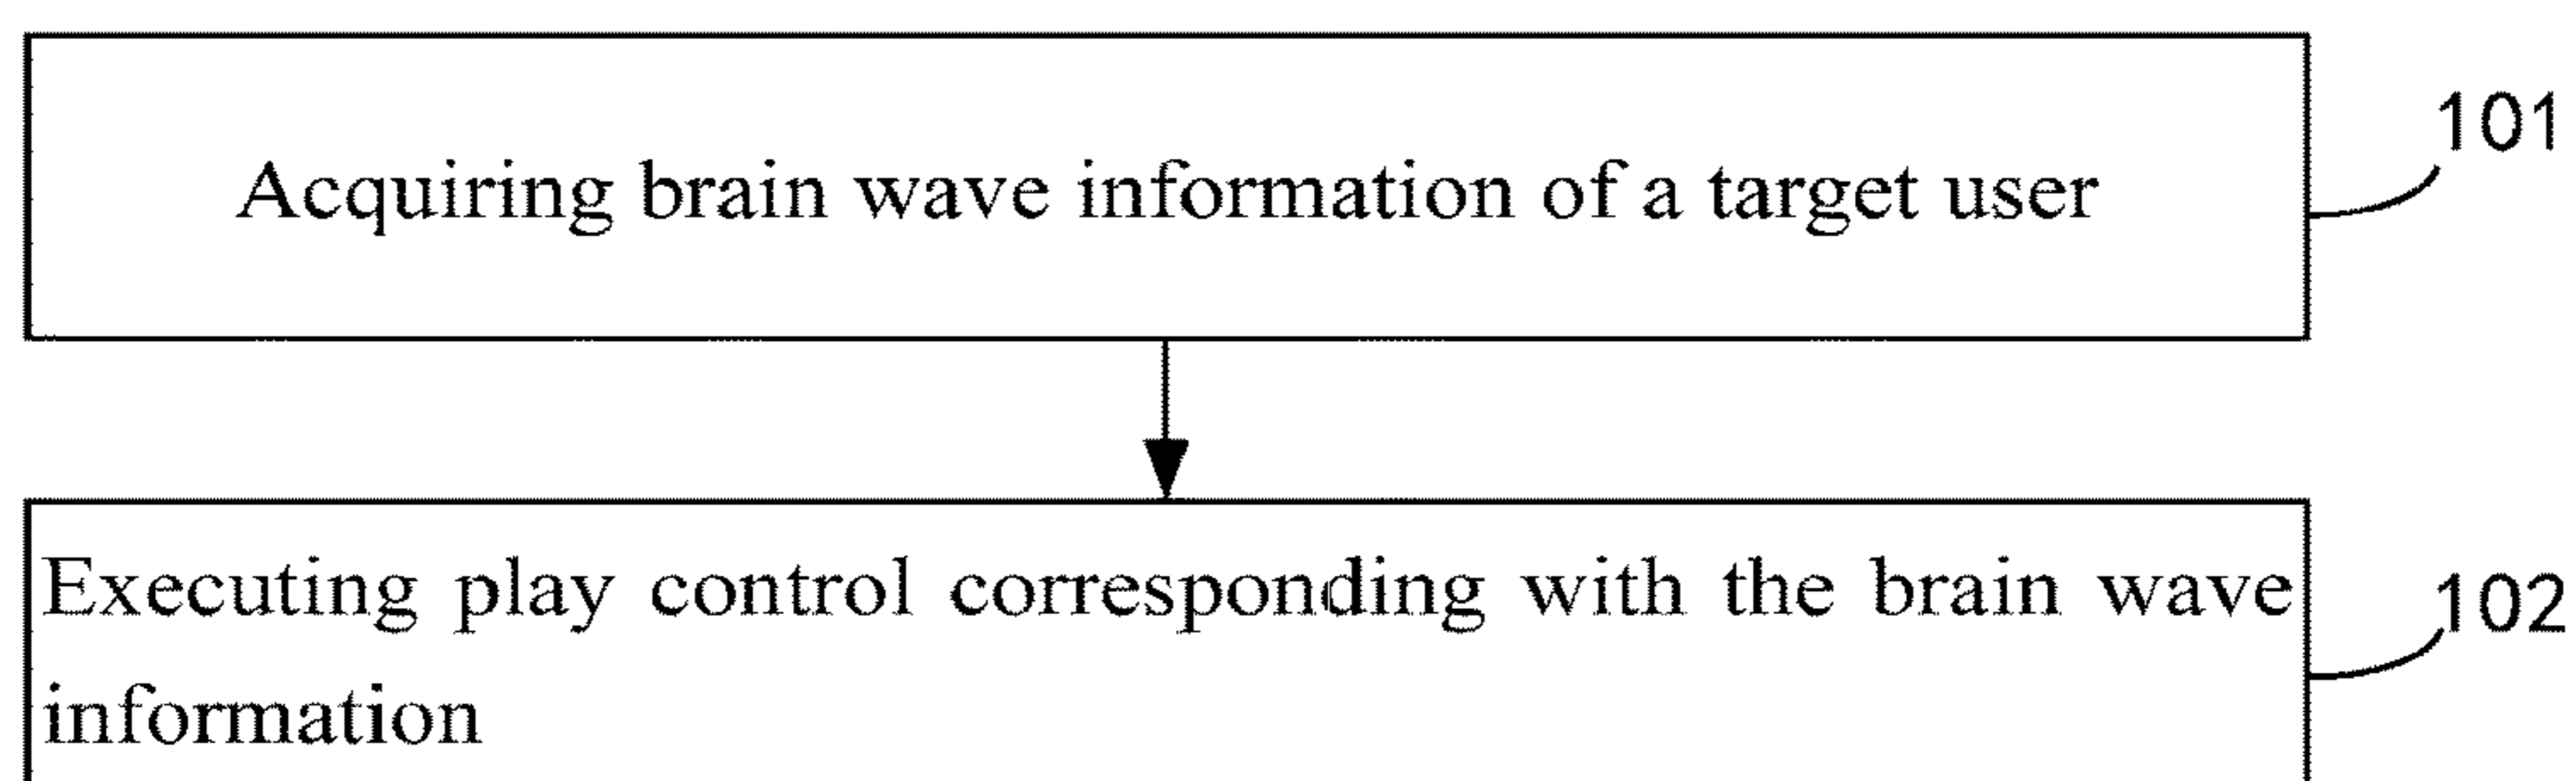 Acquiring brain wave information of a target user
101
Executing play control corresponding with the brain wave
information
102